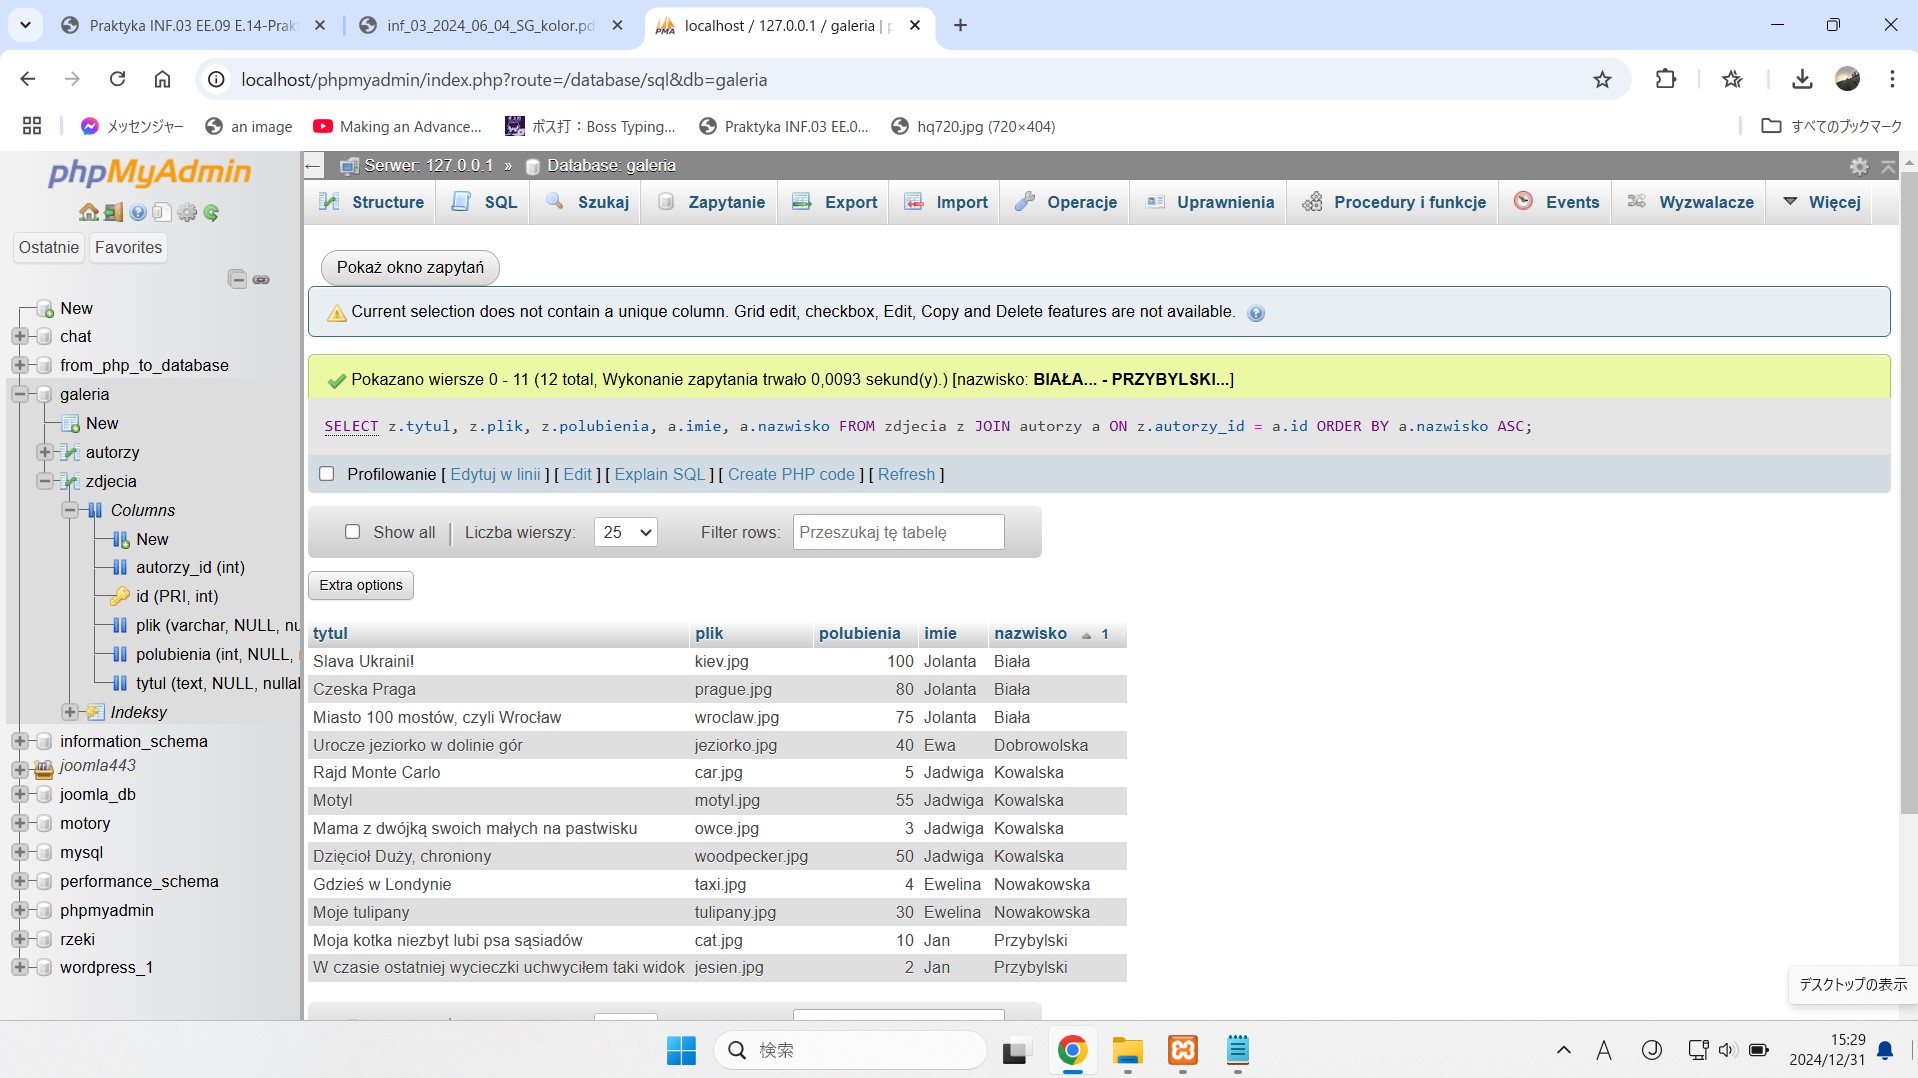 Praktyka INF.03 EE.09 E.14-Prakt
inf_03_2024_06_04_SG_kolor.pd
localhost / 127.0.0.1 / galeria | p
localhost/phpmyadmin/index.php?route=/database/sql&db=galeria
メッセンジャー
an image
Making an Advance...
ボス打：Boss Typing...
Praktyka INF.03 EE.0...
hq720.jpg (720×404)
すべてのブックマーク
phpMyAdmin
Ostatnie
Favorites
New
chat
from_php_to_database
galeria
New
autorzy
zdjecia
Columns
New
autorzy_id (int)
id (PRI, int)
plik (varchar, NULL, nu
polubienia (int, NULL,
tytul (text, NULL, nullal
Indeksy
information_schema
joomla443
joomla_db
motory
mysql
performance_schema
phpmyadmin
rzeki
wordpress_1
Serwer: 127.0.0.1 » Database: galeria
Structure SQL Szukaj Zapytanie Export Import Operacje Uprawnienia Procedury i funkcje Events Wyzwalacze Więcej
Pokaż okno zapytań
Current selection does not contain a unique column. Grid edit, checkbox, Edit, Copy and Delete features are not available.
Pokazano wiersze 0 - 11 (12 total, Wykonanie zapytania trwało 0,0093 sekund(y).) [nazwisko: BIAŁA... - PRZYBYLSKI...]
SELECT z.tytul, z.plik, z.polubienia, a.imie, a.nazwisko FROM zdjecia z JOIN autorzy a ON z.autorzy_id = a.id ORDER BY a.nazwisko ASC;
Profilowanie [ Edytuj w linii ] [ Edit ] [ Explain SQL ] [ Create PHP code ] [ Refresh ]
Show all Liczba wierszy: 25 Filter rows: Przeszukaj tę tabelę
Extra options
tytul plik polubienia imie nazwisko 1
Slava Ukraini! kiev.jpg 100 Jolanta Biała
Czeska Praga prague.jpg 80 Jolanta Biała
Miasto 100 mostów, czyli Wrocław wroclaw.jpg 75 Jolanta Biała
Urocze jeziorko w dolinie gór jeziorko.jpg 40 Ewa Dobrowolska
Rajd Monte Carlo car.jpg 5 Jadwiga Kowalska
Motyl motyl.jpg 55 Jadwiga Kowalska
Mama z dwójką swoich małych na pastwisku owce.jpg 3 Jadwiga Kowalska
Dzięcioł Duży, chroniony woodpecker.jpg 50 Jadwiga Kowalska
Gdzieś w Londynie taxi.jpg 4 Ewelina Nowakowska
Moje tulipany tulipany.jpg 30 Ewelina Nowakowska
Moja kotka niezbyt lubi psa sąsiadów cat.jpg 10 Jan Przybylski
W czasie ostatniej wycieczki uchwyciłem taki widok jesien.jpg 2 Jan Przybylski
デスクトップの表示
検索
A
15:29
2024/12/31